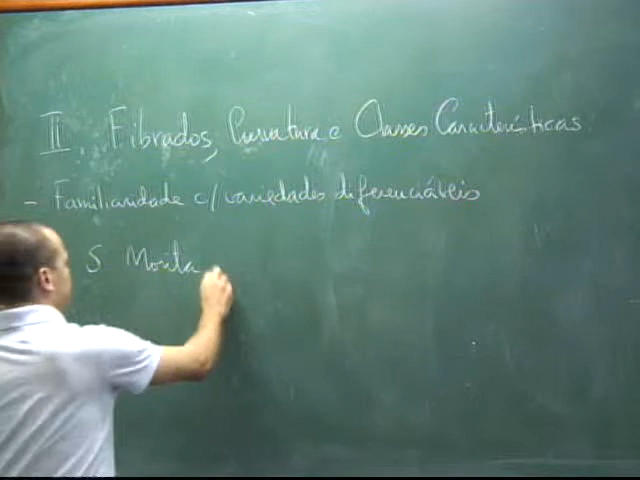 II. Fibrados, Curvatura e Classes Características
- Familiaridade c/ variedades diferenciáveis
S Morita